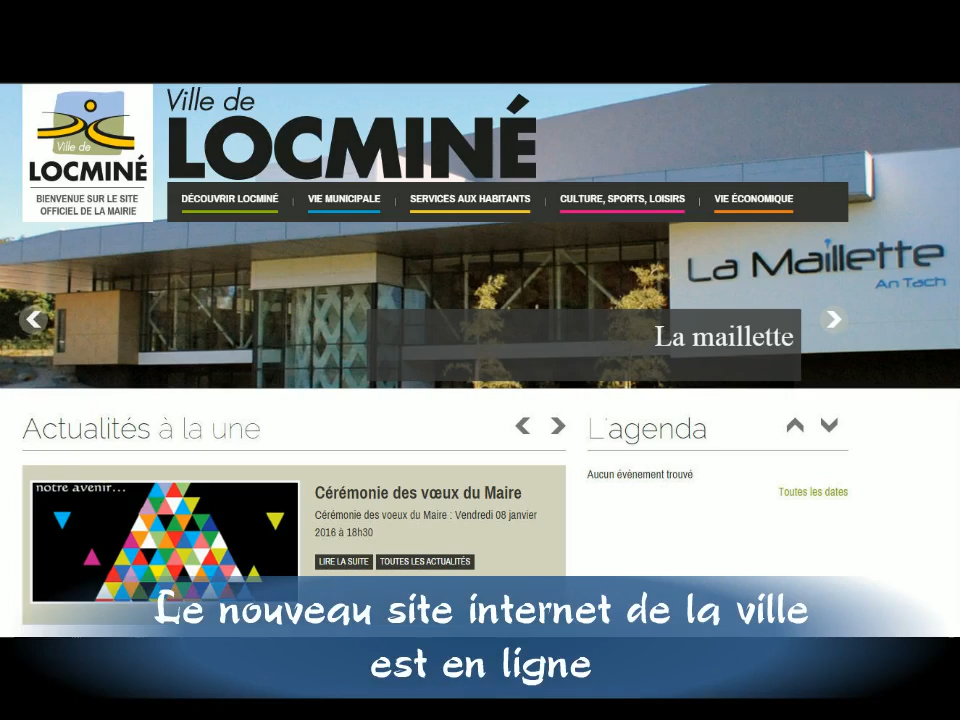 Ville de
LOCMINÉ
Ville de
LOCMINÉ
BIENVENUE SUR LE SITE
OFFICIEL DE LA MAIRIE
DÉCOUVRIR LOCMINÉ | VIE MUNICIPALE | SERVICES AUX HABITANTS | CULTURE, SPORTS, LOISIRS | VIE ÉCONOMIQUE
La Maillette
An Tach
La maillette
Actualités à la une
L'agenda
notre avenir...
Cérémonie des vœux du Maire
Cérémonie des voeux du Maire : Vendredi 08 janvier
2016 à 18h30
LIRE LA SUITE TOUTES LES ACTUALITÉS
Aucun évènement trouvé
Toutes les dates
Le nouveau site internet de la ville
est en ligne